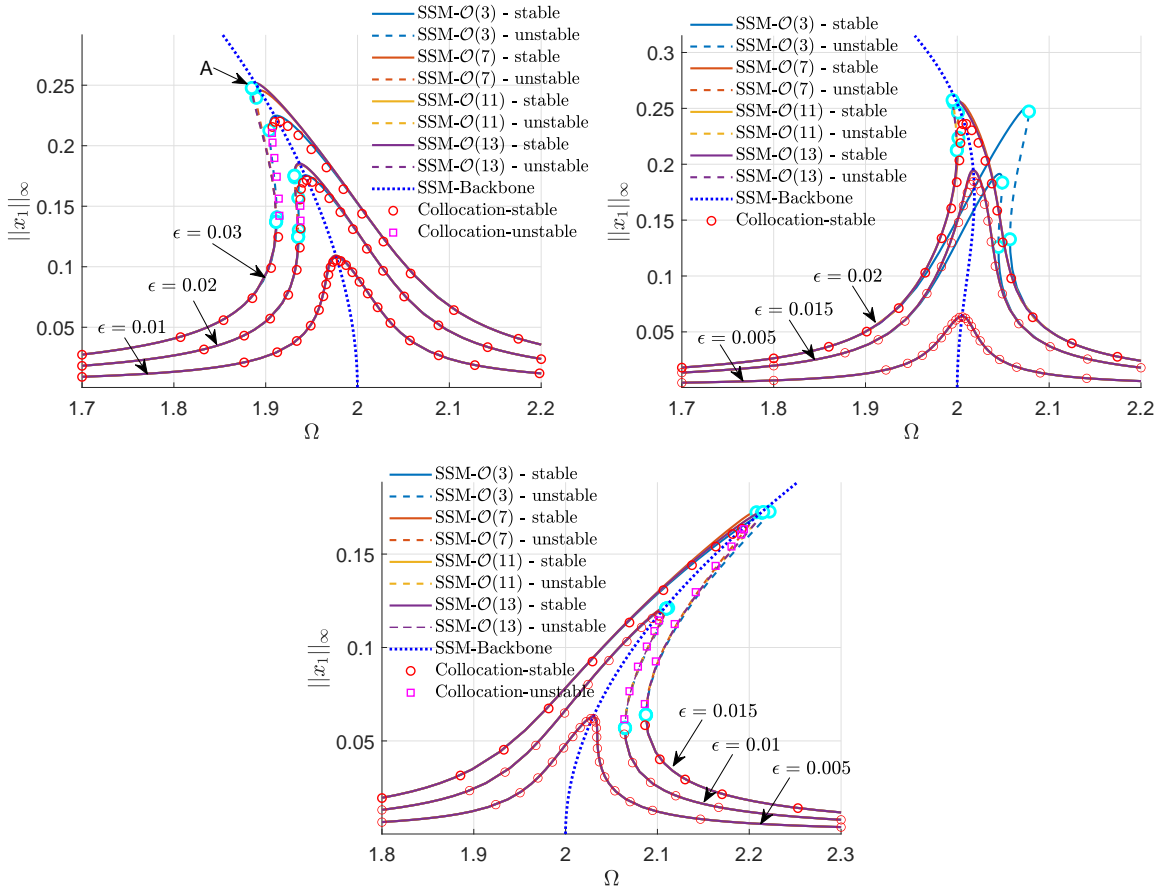 SSM-𝒪(3) - stable
SSM-𝒪(3) - unstable
SSM-𝒪(7) - stable
SSM-𝒪(7) - unstable
SSM-𝒪(11) - stable
SSM-𝒪(11) - unstable
SSM-𝒪(13) - stable
SSM-𝒪(13) - unstable
SSM-Backbone
Collocation-stable
Collocation-unstable
A
ϵ = 0.03
ϵ = 0.02
ϵ = 0.01
0.25
0.2
0.15
0.1
0.05
||x₁||∞
1.7
1.8
1.9
2
2.1
2.2
Ω
SSM-𝒪(3) - stable
SSM-𝒪(3) - unstable
SSM-𝒪(7) - stable
SSM-𝒪(7) - unstable
SSM-𝒪(11) - stable
SSM-𝒪(11) - unstable
SSM-𝒪(13) - stable
SSM-𝒪(13) - unstable
SSM-Backbone
Collocation-stable
ϵ = 0.02
ϵ = 0.015
ϵ = 0.005
0.3
0.25
0.2
0.15
0.1
0.05
||x₁||∞
1.7
1.8
1.9
2
2.1
2.2
Ω
SSM-𝒪(3) - stable
SSM-𝒪(3) - unstable
SSM-𝒪(7) - stable
SSM-𝒪(7) - unstable
SSM-𝒪(11) - stable
SSM-𝒪(11) - unstable
SSM-𝒪(13) - stable
SSM-𝒪(13) - unstable
SSM-Backbone
Collocation-stable
Collocation-unstable
ϵ = 0.015
ϵ = 0.01
ϵ = 0.005
0.15
0.1
0.05
||x₁||∞
1.8
1.9
2
2.1
2.2
2.3
Ω